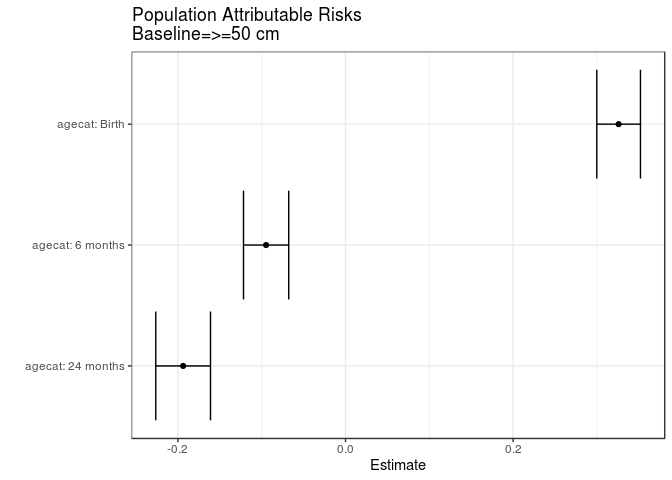 Population Attributable Risks
Baseline=>=50 cm
agecat: Birth
agecat: 6 months
agecat: 24 months
-0.2 0.0 0.2
Estimate